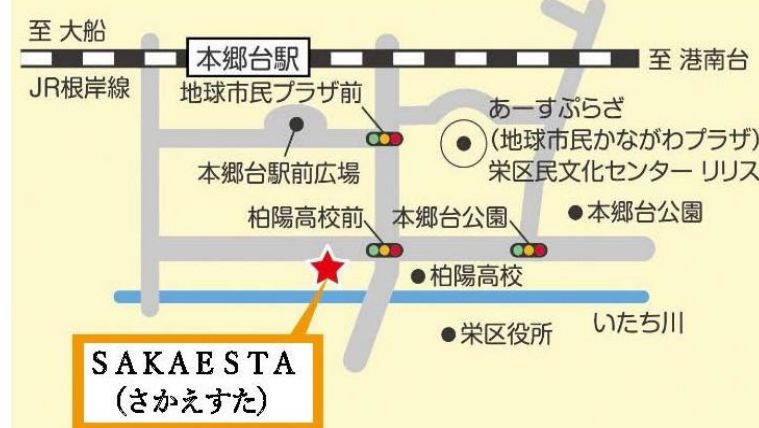 至 大船
本郷台駅
至 港南台
JR根岸線
地球市民プラザ前
あーすぷらざ
(地球市民かながわプラザ)
栄区民文化センター リリス
本郷台駅前広場
柏陽高校前
本郷台公園
本郷台公園
柏陽高校
いたち川
栄区役所
SAKAESTA
(さかえすた)